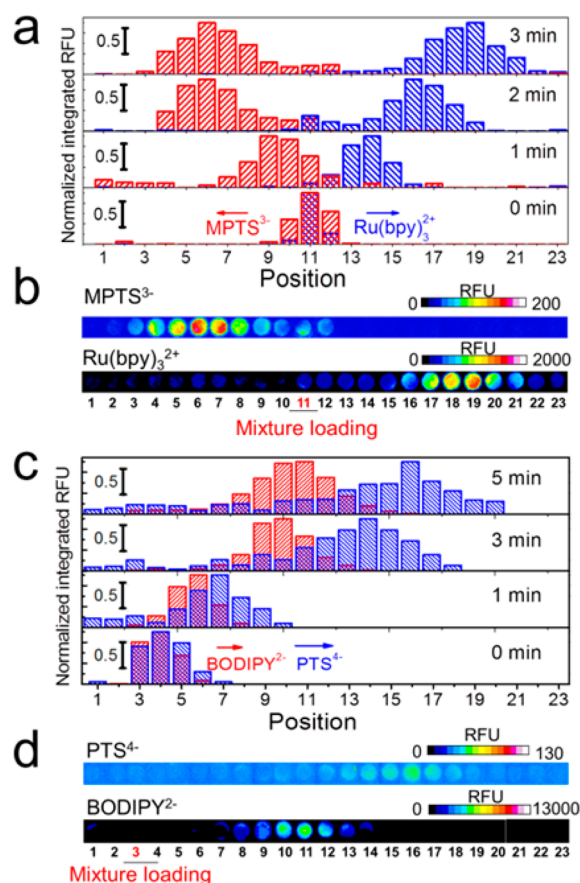 a
Normalized integrated RFU
0.5 3 min
0.5 2 min
0.5 1 min
0.5 0 min
MPTS³⁻ Ru(bpy)₃²⁺
1 3 5 7 9 11 13 15 17 19 21 23
Position
b
MPTS³⁻ RFU
0 200
Ru(bpy)₃²⁺ RFU
0 2000
1 2 3 4 5 6 7 8 9 10 11 12 13 14 15 16 17 18 19 20 21 22 23
Mixture loading
c
Normalized integrated RFU
0.5 5 min
0.5 3 min
0.5 1 min
0.5 0 min
BODIPY²⁻ PTS⁴⁻
1 3 5 7 9 11 13 15 17 19 21 23
Position
d
PTS⁴⁻ RFU
0 130
BODIPY²⁻ RFU
0 13000
1 2 3 4 5 6 7 8 9 10 11 12 13 14 15 16 17 18 19 20 21 22 23
Mixture loading